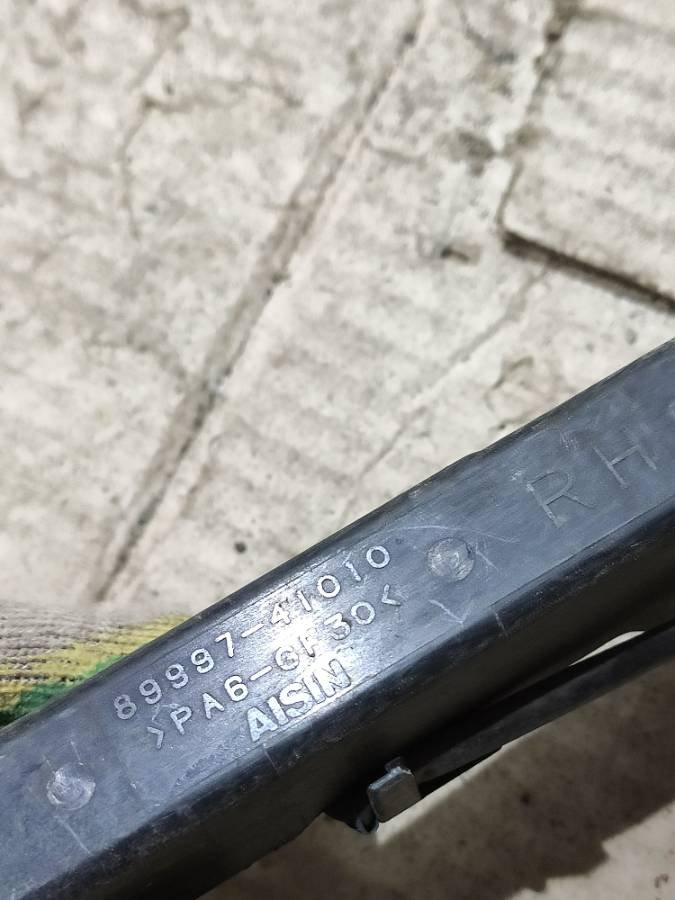 RH
89997-41010
>PA6-GF30<
AISIN